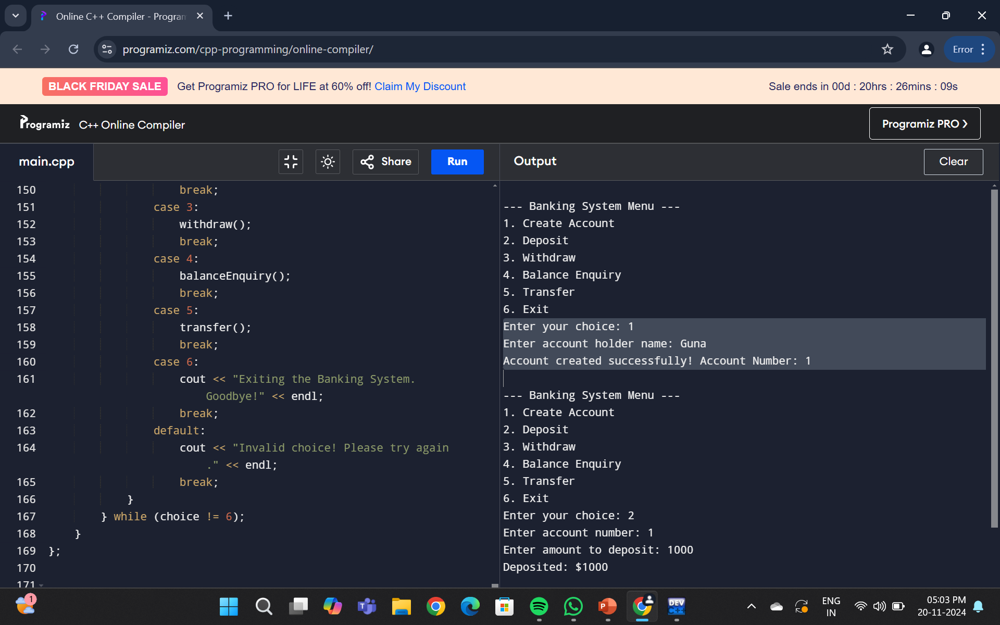 Online C++ Compiler - Program
programiz.com/cpp-programming/online-compiler/
Error
BLACK FRIDAY SALE Get Programiz PRO for LIFE at 60% off! Claim My Discount
Sale ends in 00d : 20hrs : 26mins : 09s
Programiz C++ Online Compiler
Programiz PRO
main.cpp
Share
Run
Output
Clear
150 break;
151 case 3:
152 withdraw();
153 break;
154 case 4:
155 balanceEnquiry();
156 break;
157 case 5:
158 transfer();
159 break;
160 case 6:
161 cout << "Exiting the Banking System.
Goodbye!" << endl;
162 break;
163 default:
164 cout << "Invalid choice! Please try again
." << endl;
165 break;
166 }
167 } while (choice != 6);
168 }
169 };
170
171
--- Banking System Menu ---
1. Create Account
2. Deposit
3. Withdraw
4. Balance Enquiry
5. Transfer
6. Exit
Enter your choice: 1
Enter account holder name: Guna
Account created successfully! Account Number: 1
--- Banking System Menu ---
1. Create Account
2. Deposit
3. Withdraw
4. Balance Enquiry
5. Transfer
6. Exit
Enter your choice: 2
Enter account number: 1
Enter amount to deposit: 1000
Deposited: $1000
1
DEV
C++
ENG
IN
05:03 PM
20-11-2024